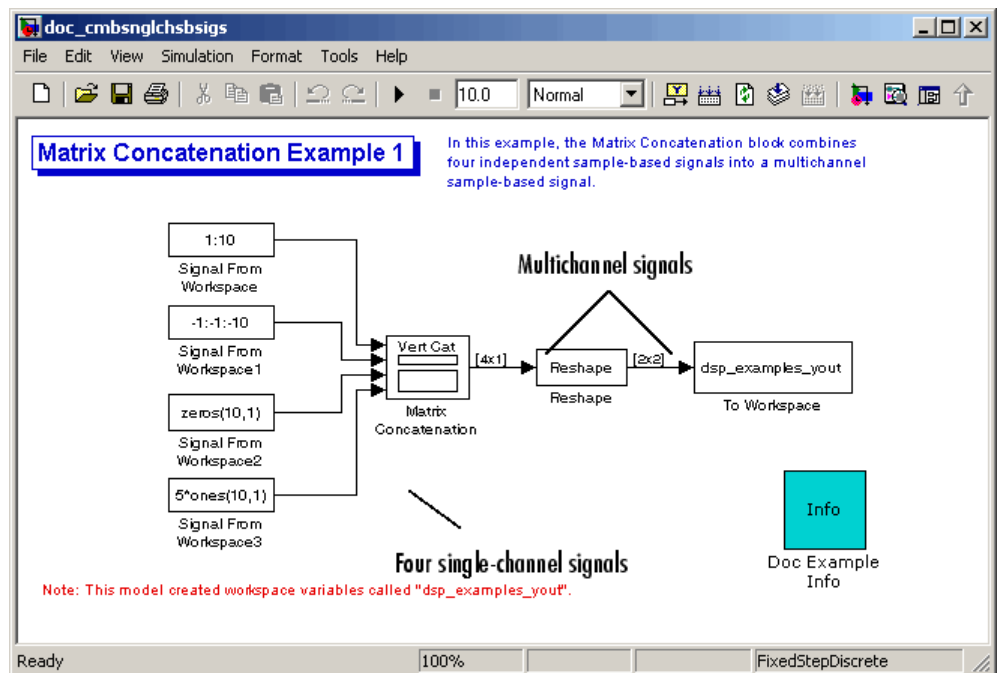 doc_cmbsnglchsbsigs
File Edit View Simulation Format Tools Help
10.0 Normal
Matrix Concatenation Example 1
In this example, the Matrix Concatenation block combines
four independent sample-based signals into a multichannel
sample-based signal.
1:10
Signal From
Workspace
Multichannel signals
-1:-1:-10
Signal From
Workspace1
Vert Cat
[4x1]
Matrix
Concatenation
Reshape
[2x2]
Reshape
dsp_examples_yout
To Workspace
zeros(10,1)
Signal From
Workspace2
5*ones(10,1)
Signal From
Workspace3
Four single-channel signals
Info
Doc Example
Info
Note: This model created workspace variables called "dsp_examples_yout".
Ready 100% FixedStepDiscrete